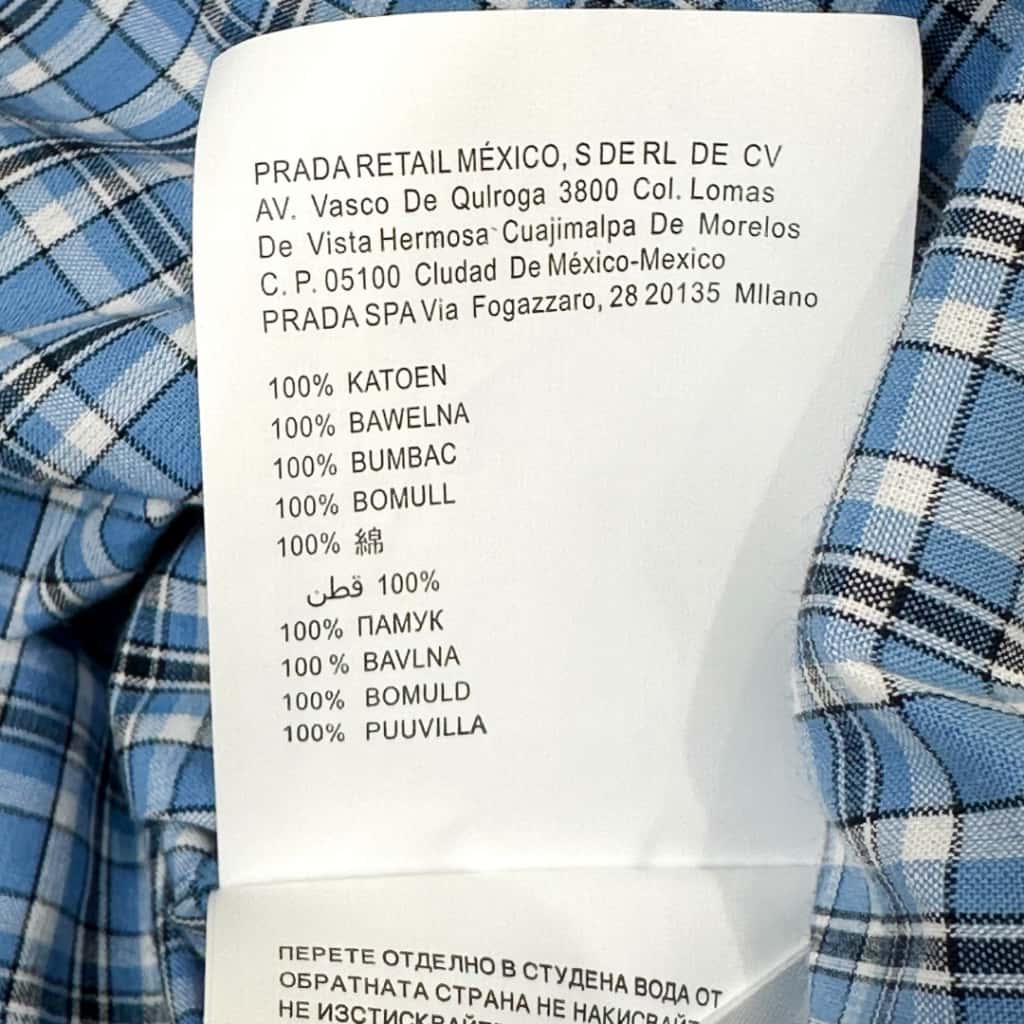 PRADA RETAIL MÉXICO, S DE RL DE CV
AV. Vasco De Qulroga 3800 Col. Lomas
De Vista Hermosa Cuajimalpa De Morelos
C. P. 05100 Cludad De México-Mexico
PRADA SPA Via Fogazzaro, 28 20135 MIlano
100% KATOEN
100% BAWELNA
100% BUMBAC
100% BOMULL
100% 綿
100% قطن
100% ПАМУК
100 % BAVLNA
100% BOMULD
100% PUUVILLA
ПЕРЕТЕ ОТДЕЛНО В СТУДЕНА ВОДА ОТ
ОБРАТНАТА СТРАНА НЕ
НЕ